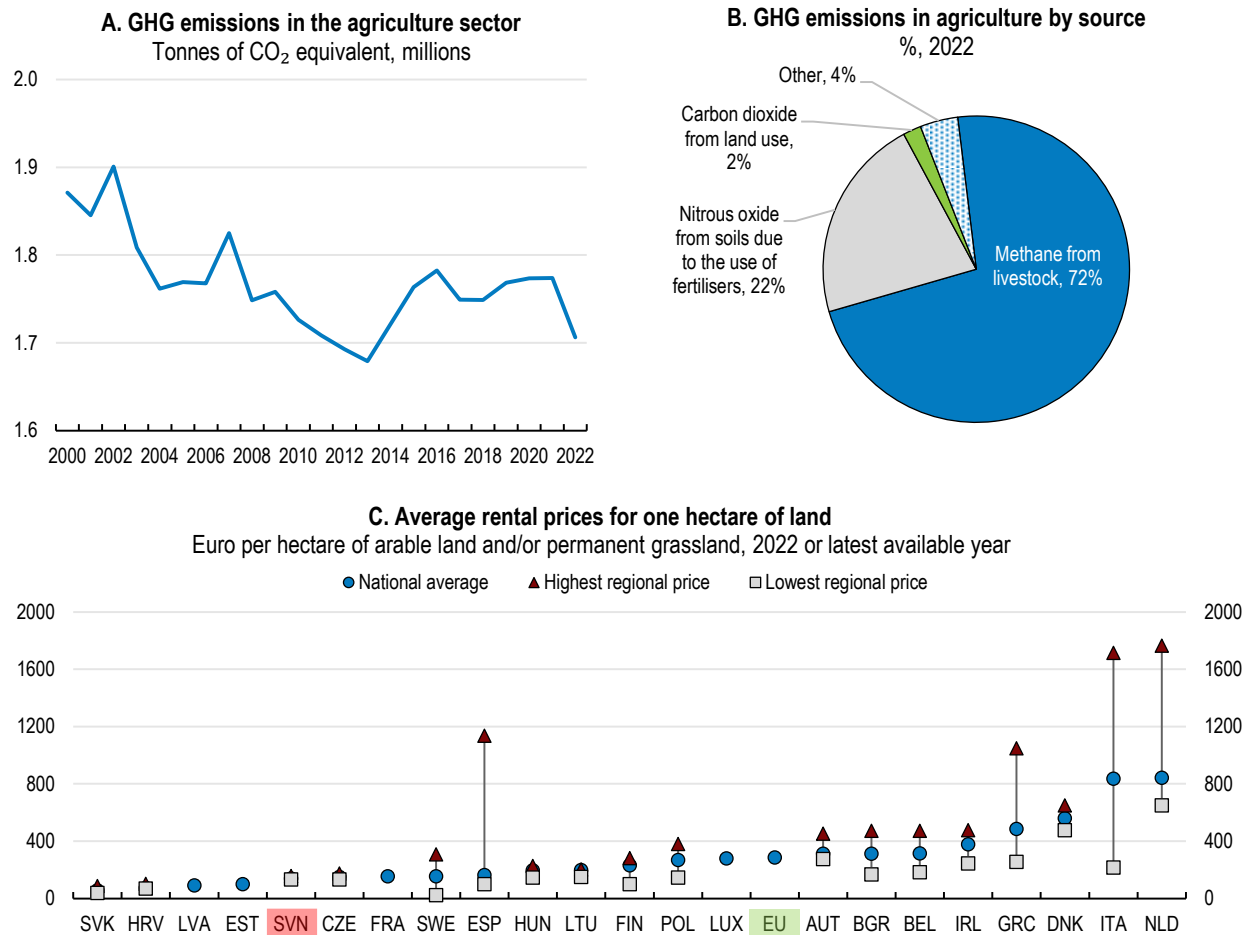 A. GHG emissions in the agriculture sector
Tonnes of CO₂ equivalent, millions
2.0
1.9
1.8
1.7
1.6
2000 2002 2004 2006 2008 2010 2012 2014 2016 2018 2020 2022
B. GHG emissions in agriculture by source
%, 2022
Other, 4%
Carbon dioxide
from land use,
2%
Nitrous oxide
from soils due
to the use of
fertilisers, 22%
Methane from
livestock, 72%
C. Average rental prices for one hectare of land
Euro per hectare of arable land and/or permanent grassland, 2022 or latest available year
National average Highest regional price Lowest regional price
2000 2000
1600 1600
1200 1200
800 800
400 400
0 0
SVK HRV LVA EST SVN CZE FRA SWE ESP HUN LTU FIN POL LUX EU AUT BGR BEL IRL GRC DNK ITA NLD